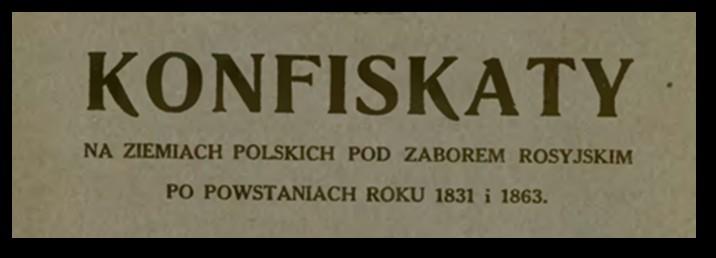 KONFISKATY
NA ZIEMIACH POLSKICH POD ZABOREM ROSYJSKIM
PO POWSTANIACH ROKU 1831 i 1863.